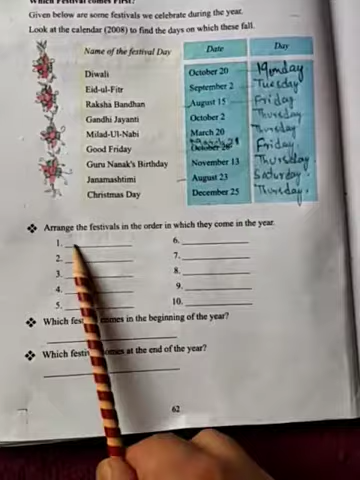 Which Festival comes First?
Given below are some festivals we celebrate during the year.
Look at the calendar (2008) to find the days on which these fall.
Name of the festival Day Date Day
Diwali October 20 Monday
Eid-ul-Fitr September 2 Tuesday
Raksha Bandhan August 15 Friday
Gandhi Jayanti October 2 Thursday
Milad-Ul-Nabi March 20 Thursday
Good Friday October 20 Friday
Guru Nanak's Birthday November 13 Thursday
Janamashtimi August 23 Saturday.
Christmas Day December 25 Thursday.
❖ Arrange the festivals in the order in which they come in the year.
1. 6.
2. 7.
3. 8.
4. 9.
5. 10.
❖ Which fes comes in the beginning of the year?
❖ Which festiv comes at the end of the year?
62